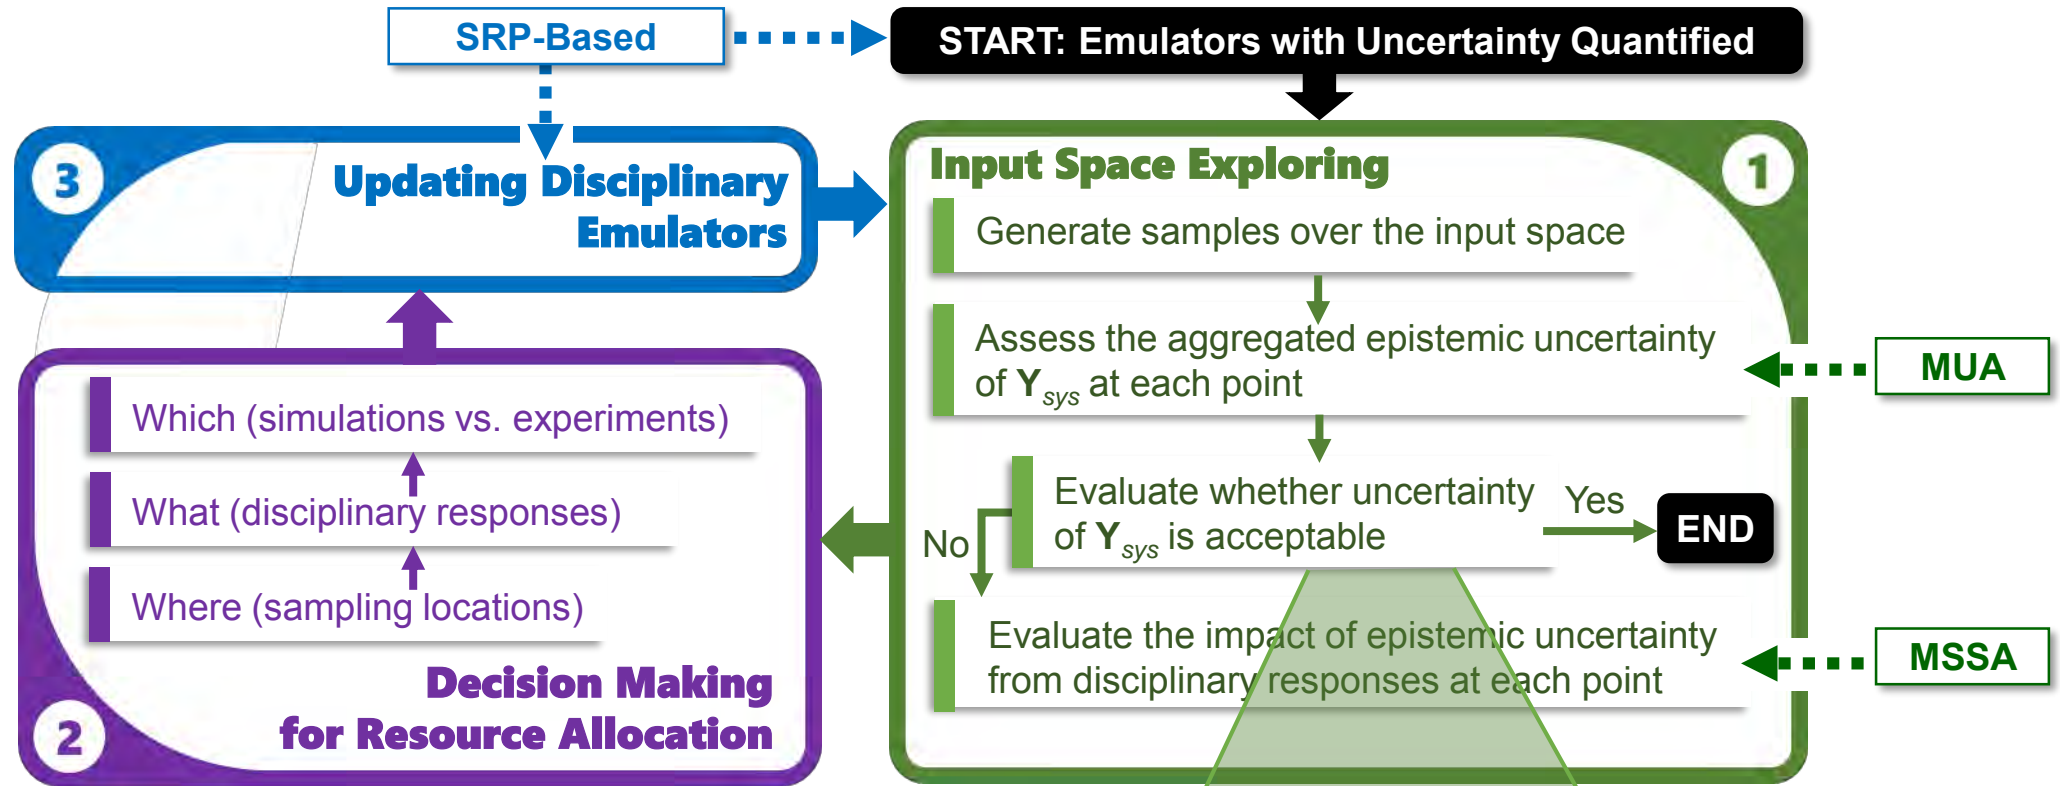 SRP-Based
START: Emulators with Uncertainty Quantified
3
Updating Disciplinary
Emulators
1
Input Space Exploring
Generate samples over the input space
Assess the aggregated epistemic uncertainty
of Ysys at each point
MUA
Evaluate whether uncertainty
of Ysys is acceptable
Yes
END
No
Evaluate the impact of epistemic uncertainty
from disciplinary responses at each point
MSSA
Which (simulations vs. experiments)
What (disciplinary responses)
Where (sampling locations)
Decision Making
for Resource Allocation
2